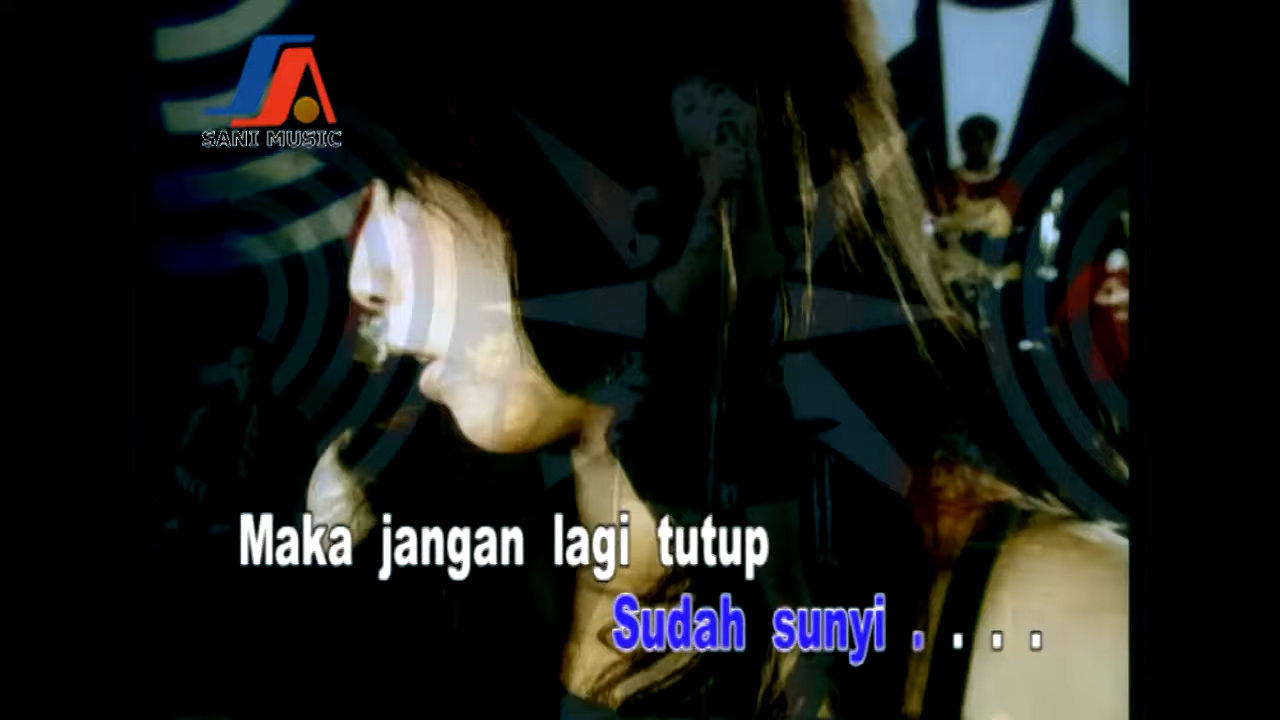 SANI MUSIC
Maka jangan lagi tutup
Sudah sunyi . . . .